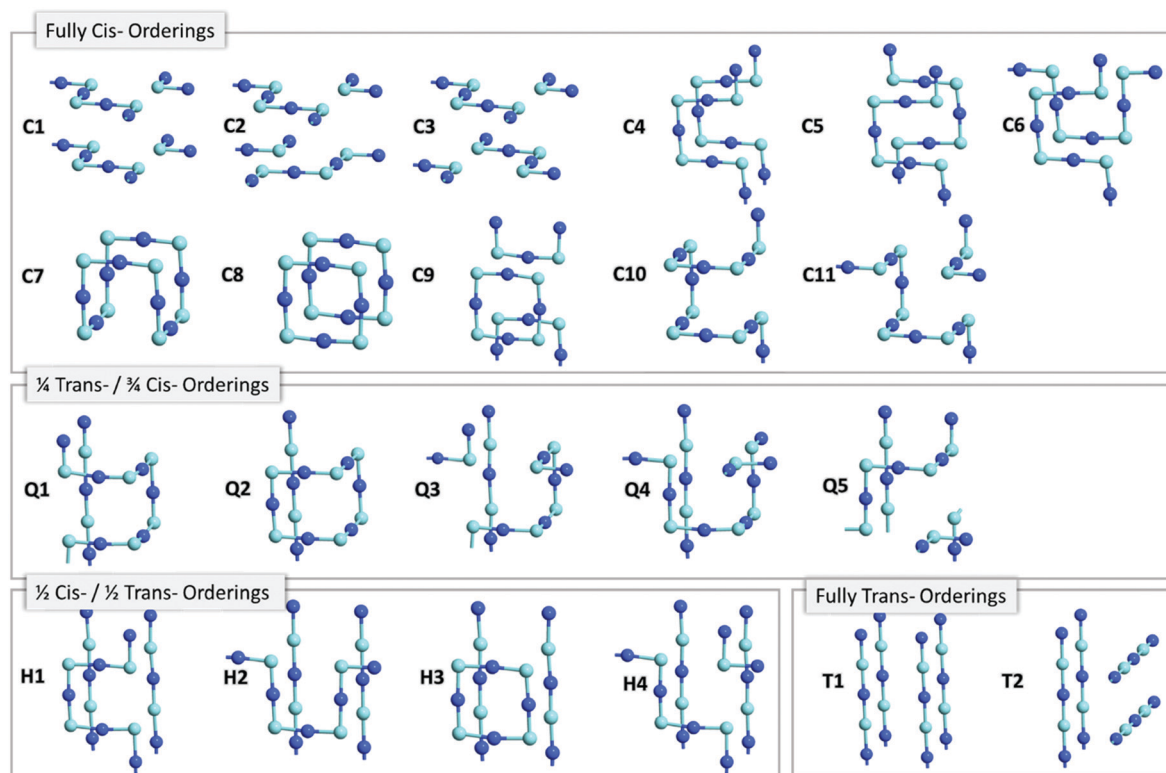 Fully Cis- Orderings
C1 C2 C3 C4 C5 C6
C7 C8 C9 C10 C11
¼ Trans- / ¾ Cis- Orderings
Q1 Q2 Q3 Q4 Q5
½ Cis- / ½ Trans- Orderings
H1 H2 H3 H4
Fully Trans- Orderings
T1 T2